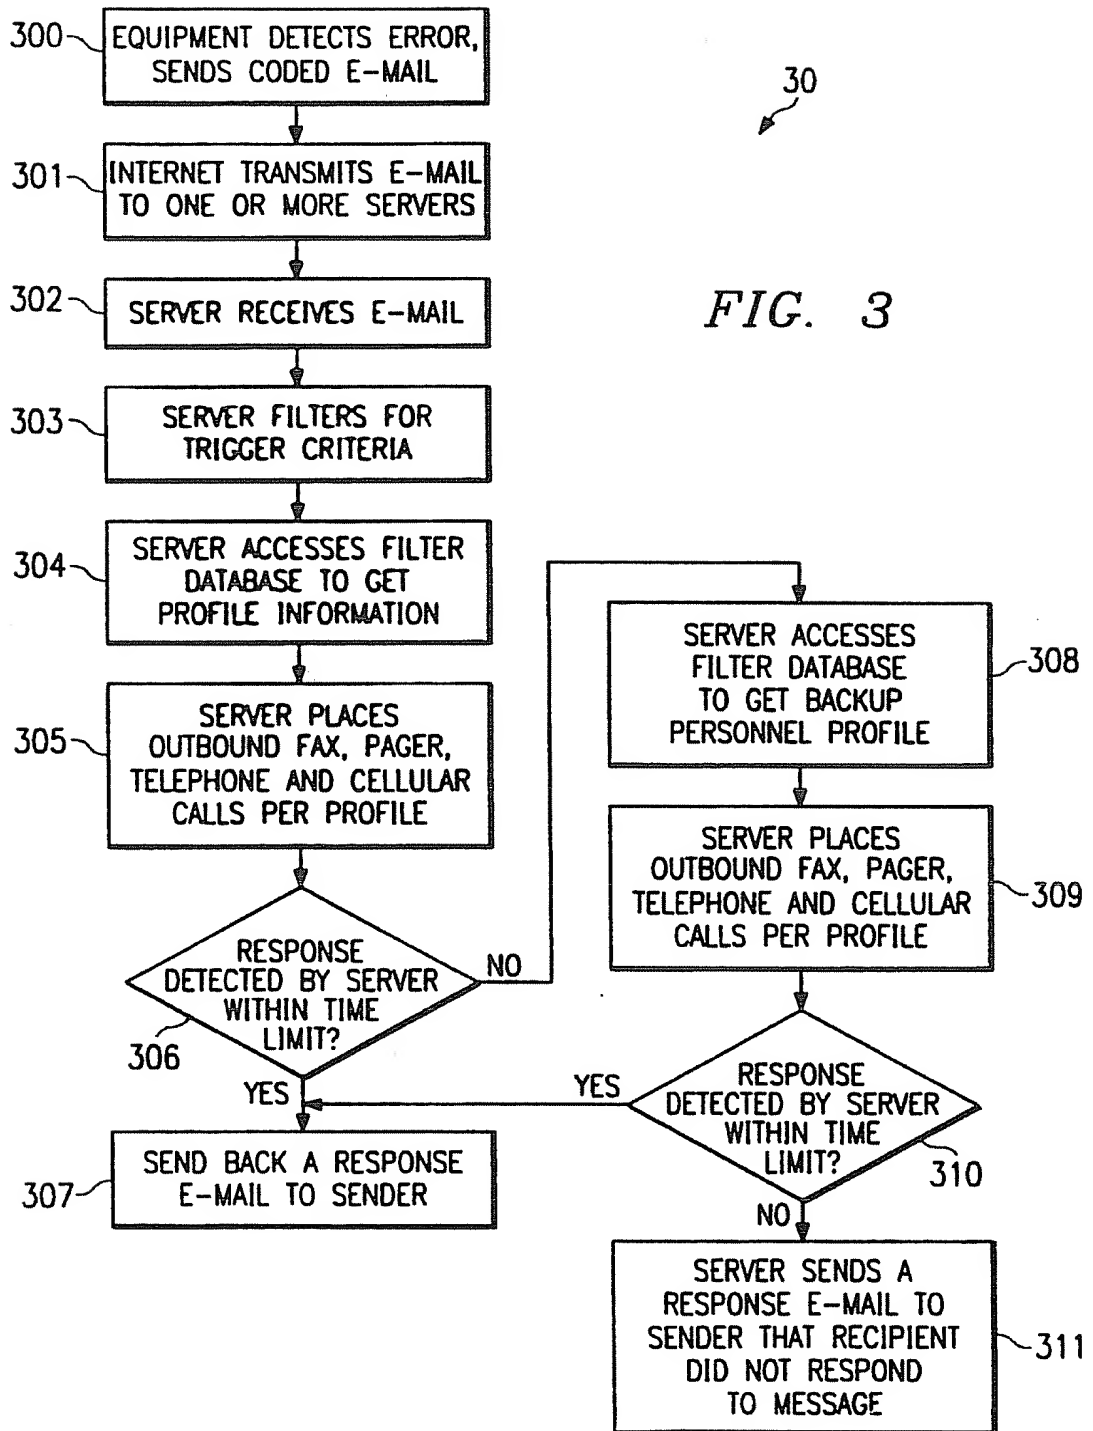 300
EQUIPMENT DETECTS ERROR,
SENDS CODED E-MAIL
30
301
INTERNET TRANSMITS E-MAIL
TO ONE OR MORE SERVERS
302
SERVER RECEIVES E-MAIL
FIG. 3
303
SERVER FILTERS FOR
TRIGGER CRITERIA
304
SERVER ACCESSES FILTER
DATABASE TO GET
PROFILE INFORMATION
305
SERVER PLACES
OUTBOUND FAX, PAGER,
TELEPHONE AND CELLULAR
CALLS PER PROFILE
RESPONSE
DETECTED BY SERVER
WITHIN TIME
LIMIT?
306
NO
YES
307
SEND BACK A RESPONSE
E-MAIL TO SENDER
SERVER ACCESSES
FILTER DATABASE
TO GET BACKUP
PERSONNEL PROFILE
308
SERVER PLACES
OUTBOUND FAX, PAGER,
TELEPHONE AND CELLULAR
CALLS PER PROFILE
309
RESPONSE
DETECTED BY SERVER
WITHIN TIME
LIMIT?
310
YES
NO
SERVER SENDS A
RESPONSE E-MAIL TO
SENDER THAT RECIPIENT
DID NOT RESPOND
TO MESSAGE
311